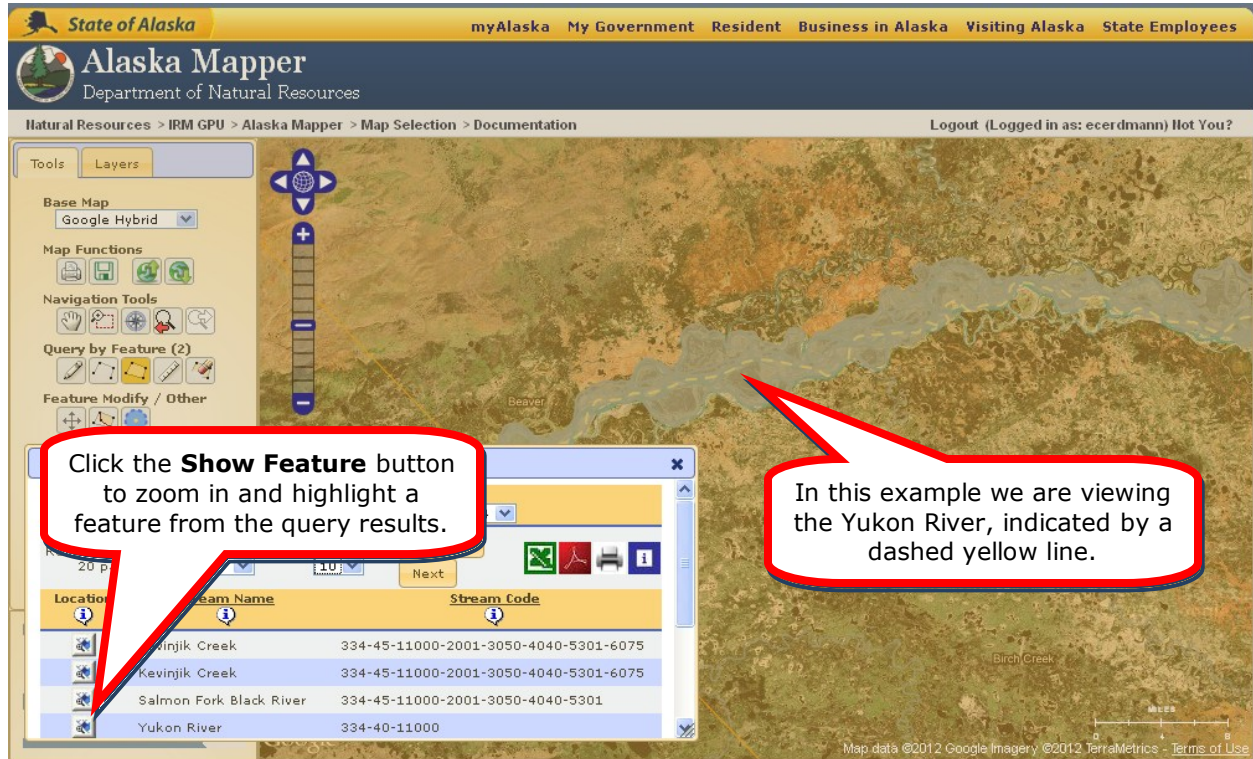 State of Alaska
myAlaska My Government Resident Business in Alaska Visiting Alaska State Employees
Alaska Mapper
Department of Natural Resources
Natural Resources > IRM GPU > Alaska Mapper > Map Selection > Documentation
Logout (Logged in as: ecerdmann) Not You?
Tools
Layers
Base Map
Google Hybrid
Map Functions
Navigation Tools
Query by Feature (2)
Feature Modify / Other
Beaver
Click the Show Feature button
to zoom in and highlight a
feature from the query results.
In this example we are viewing
the Yukon River, indicated by a
dashed yellow line.
20
10
Next
Location
Name
Stream Code
Creek 334-45-11000-2001-3050-4040-5301-6075
Kevinjik Creek 334-45-11000-2001-3050-4040-5301-6075
Salmon Fork Black River 334-45-11000-2001-3050-4040-5301
Yukon River 334-40-11000
Birch Creek
MILES
0 4 8
Google
Map data ©2012 Google Imagery ©2012 TerraMetrics - Terms of Use